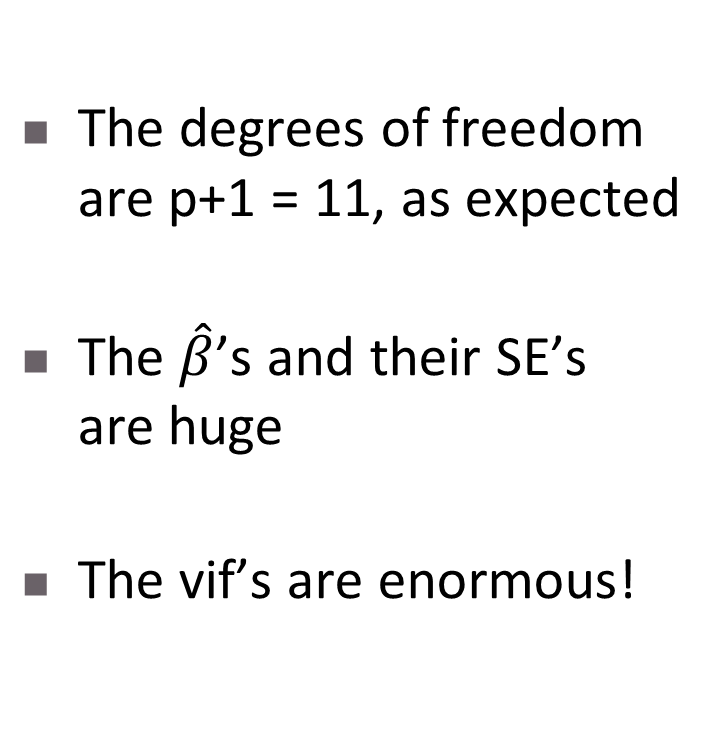 ▪ The degrees of freedom
are p+1 = 11, as expected
▪ The β̂’s and their SE’s
are huge
▪ The vif’s are enormous!